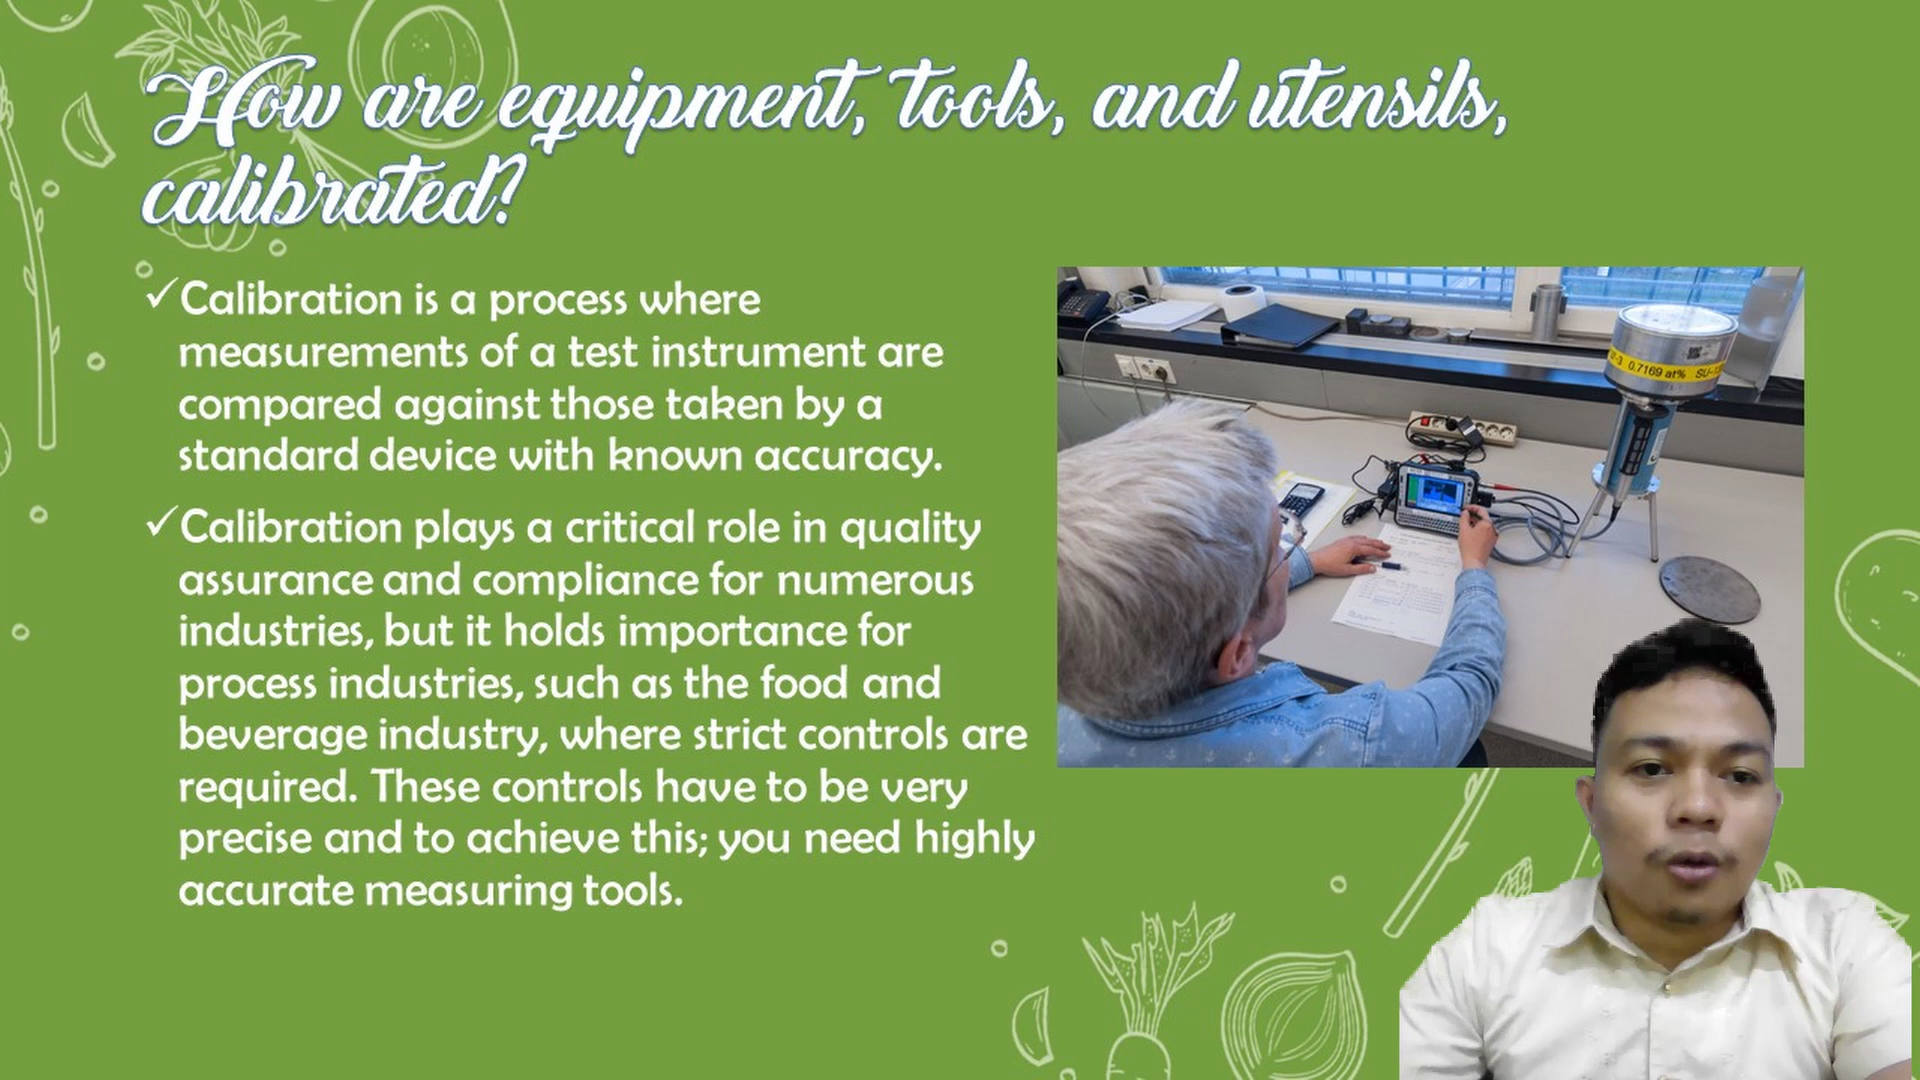 How are equipment, tools, and utensils,
calibrated?
✓Calibration is a process where
measurements of a test instrument are
compared against those taken by a
standard device with known accuracy.
✓Calibration plays a critical role in quality
assurance and compliance for numerous
industries, but it holds importance for
process industries, such as the food and
beverage industry, where strict controls are
required. These controls have to be very
precise and to achieve this; you need highly
accurate measuring tools.
0.7169 at%